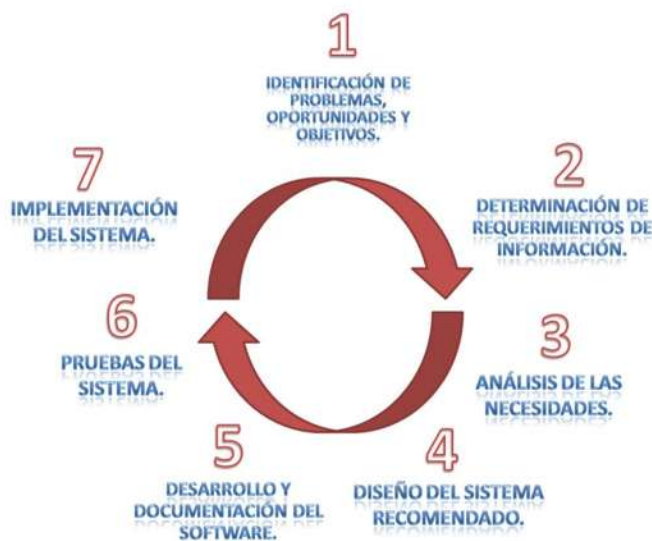 1
IDENTIFICACIÓN DE
PROBLEMAS,
OPORTUNIDADES Y
OBJETIVOS.
2
DETERMINACIÓN DE
REQUERIMIENTOS DE
INFORMACIÓN.
3
ANÁLISIS DE LAS
NECESIDADES.
4
DISEÑO DEL SISTEMA
RECOMENDADO.
5
DESARROLLO Y
DOCUMENTACIÓN DEL
SOFTWARE.
6
PRUEBAS DEL
SISTEMA.
7
IMPLEMENTACIÓN
DEL SISTEMA.